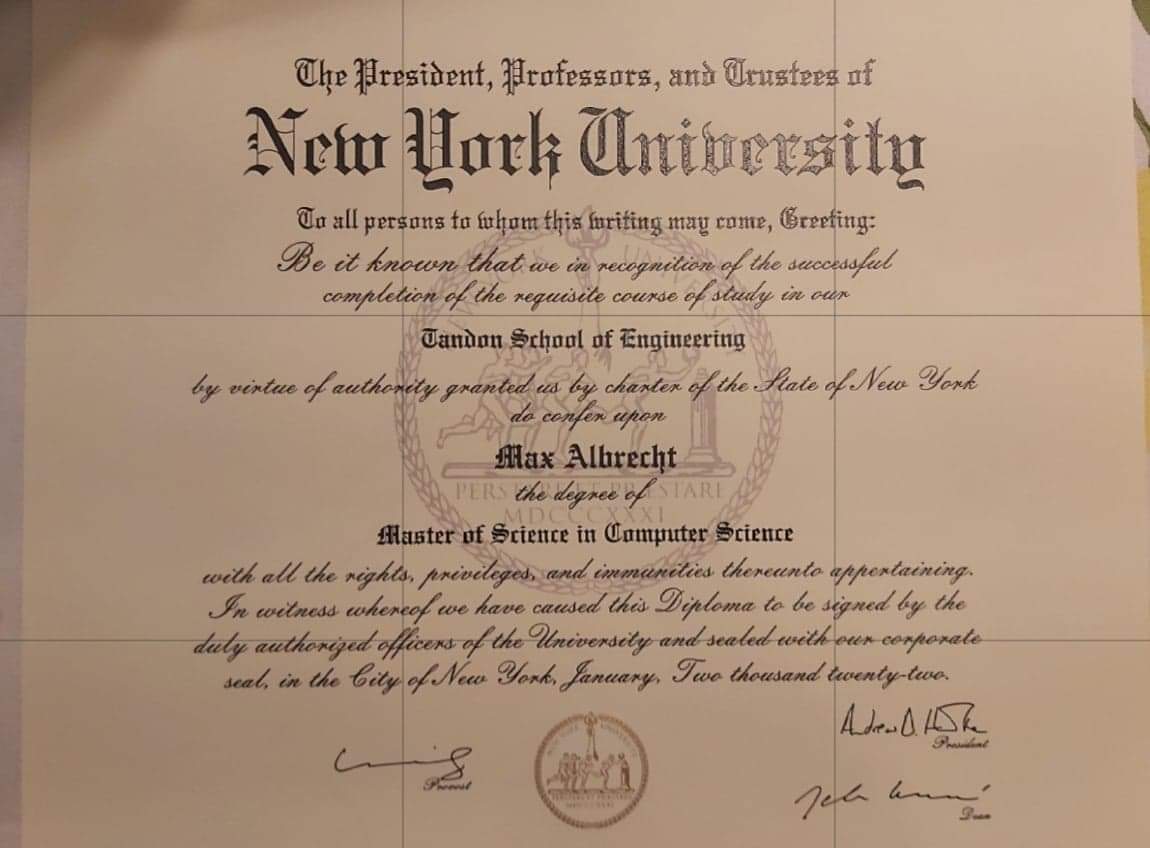 The President, Professors, and Trustees of
New York University
To all persons to whom this writing may come, Greeting:
Be it known that we in recognition of the successful
completion of the requisite course of study in our
Tandon School of Engineering
by virtue of authority granted us by charter of the State of New York
do confer upon
Max Albrecht
the degree of
Master of Science in Computer Science
with all the rights, privileges, and immunities thereunto appertaining.
In witness whereof we have caused this Diploma to be signed by the
duly authorized officers of the University and sealed with our corporate
seal, in the City of New York, January, Two thousand twenty-two.
Andrew D.
President
Provost
Dean
PRAESTARE
MDCCCXXXI